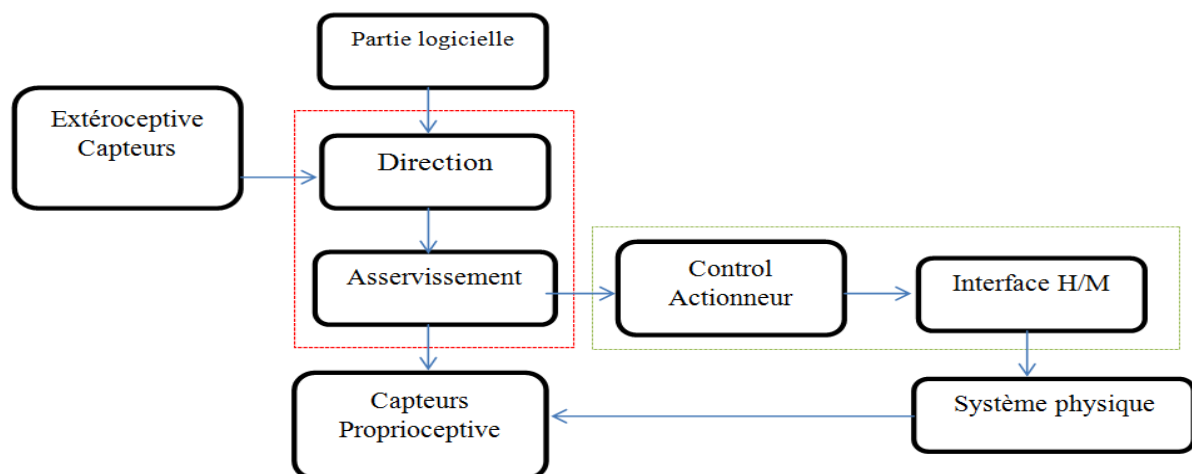 Partie logicielle
Extéroceptive
Capteurs
Direction
Asservissement
Control
Actionneur
Interface H/M
Capteurs
Proprioceptive
Système physique